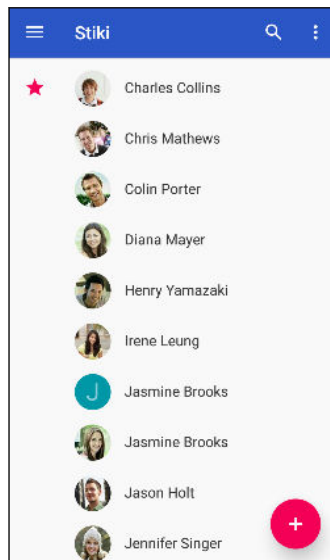 Stiki
Charles Collins
Chris Mathews
Colin Porter
Diana Mayer
Henry Yamazaki
Irene Leung
J
Jasmine Brooks
Jasmine Brooks
Jason Holt
+
Jennifer Singer